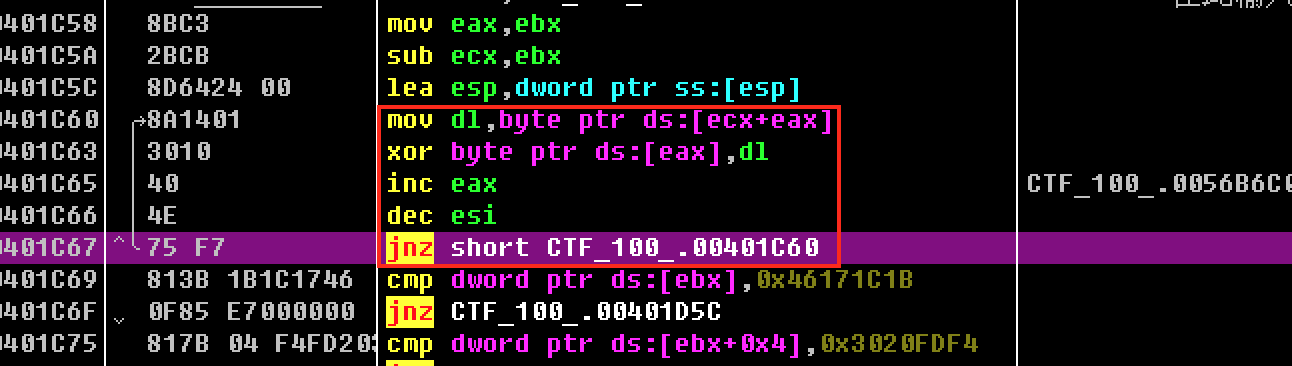 0401C58 8BC3 mov eax,ebx
0401C5A 2BCB sub ecx,ebx
0401C5C 8D6424 00 lea esp,dword ptr ss:[esp]
0401C60 8A1401 mov dl,byte ptr ds:[ecx+eax]
0401C63 3010 xor byte ptr ds:[eax],dl
0401C65 40 inc eax CTF_100_.0056B6C0
0401C66 4E dec esi
0401C67 75 F7 jnz short CTF_100_.00401C60
0401C69 813B 1B1C1746 cmp dword ptr ds:[ebx],0x46171C1B
0401C6F 0F85 E7000000 jnz CTF_100_.00401D5C
0401C75 817B 04 F4FD20 cmp dword ptr ds:[ebx+0x4],0x3020FDF4